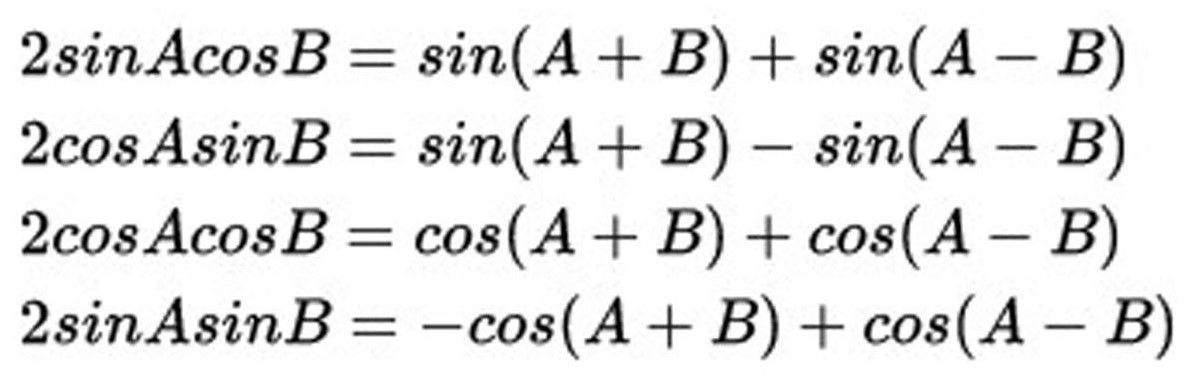 2sinAcosB = sin(A + B) + sin(A − B)
2cosAsinB = sin(A + B) − sin(A − B)
2cosAcosB = cos(A + B) + cos(A − B)
2sinAsinB = −cos(A + B) + cos(A − B)